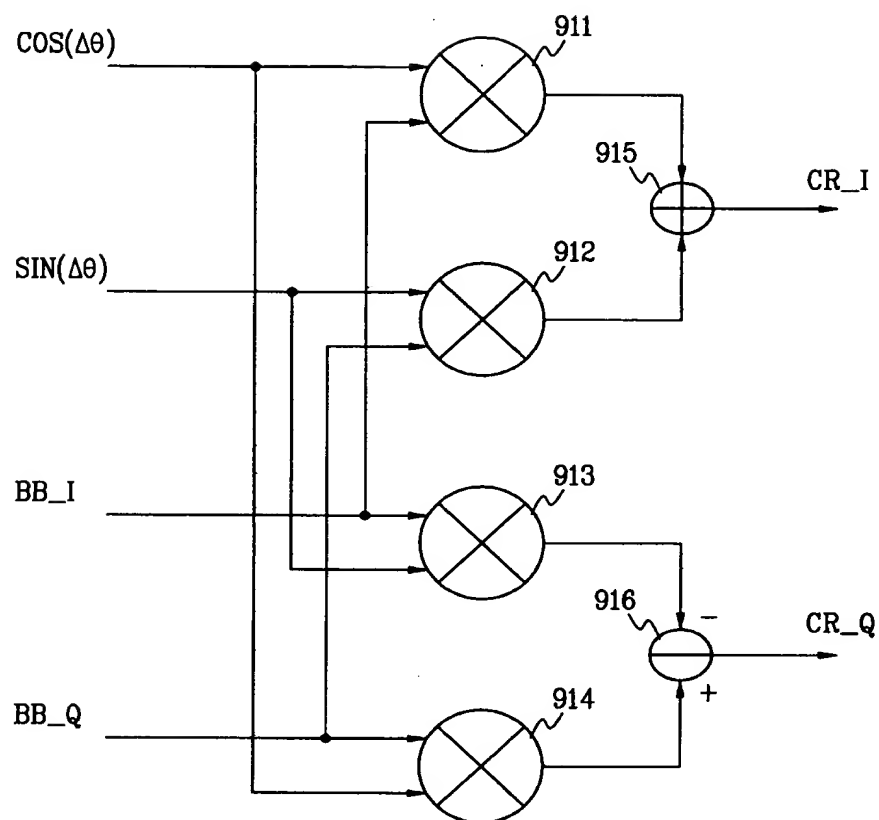 911
COS(Δθ)
915
CR_I
912
SIN(Δθ)
BB_I
913
916
-
CR_Q
+
BB_Q
914